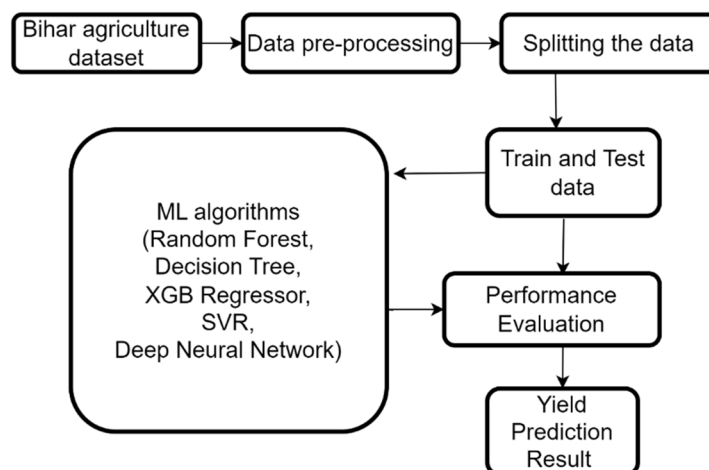 Bihar agriculture
dataset
Data pre-processing
Splitting the data
Train and Test
data
ML algorithms
(Random Forest,
Decision Tree,
XGB Regressor,
SVR,
Deep Neural Network)
Performance
Evaluation
Yield
Prediction
Result